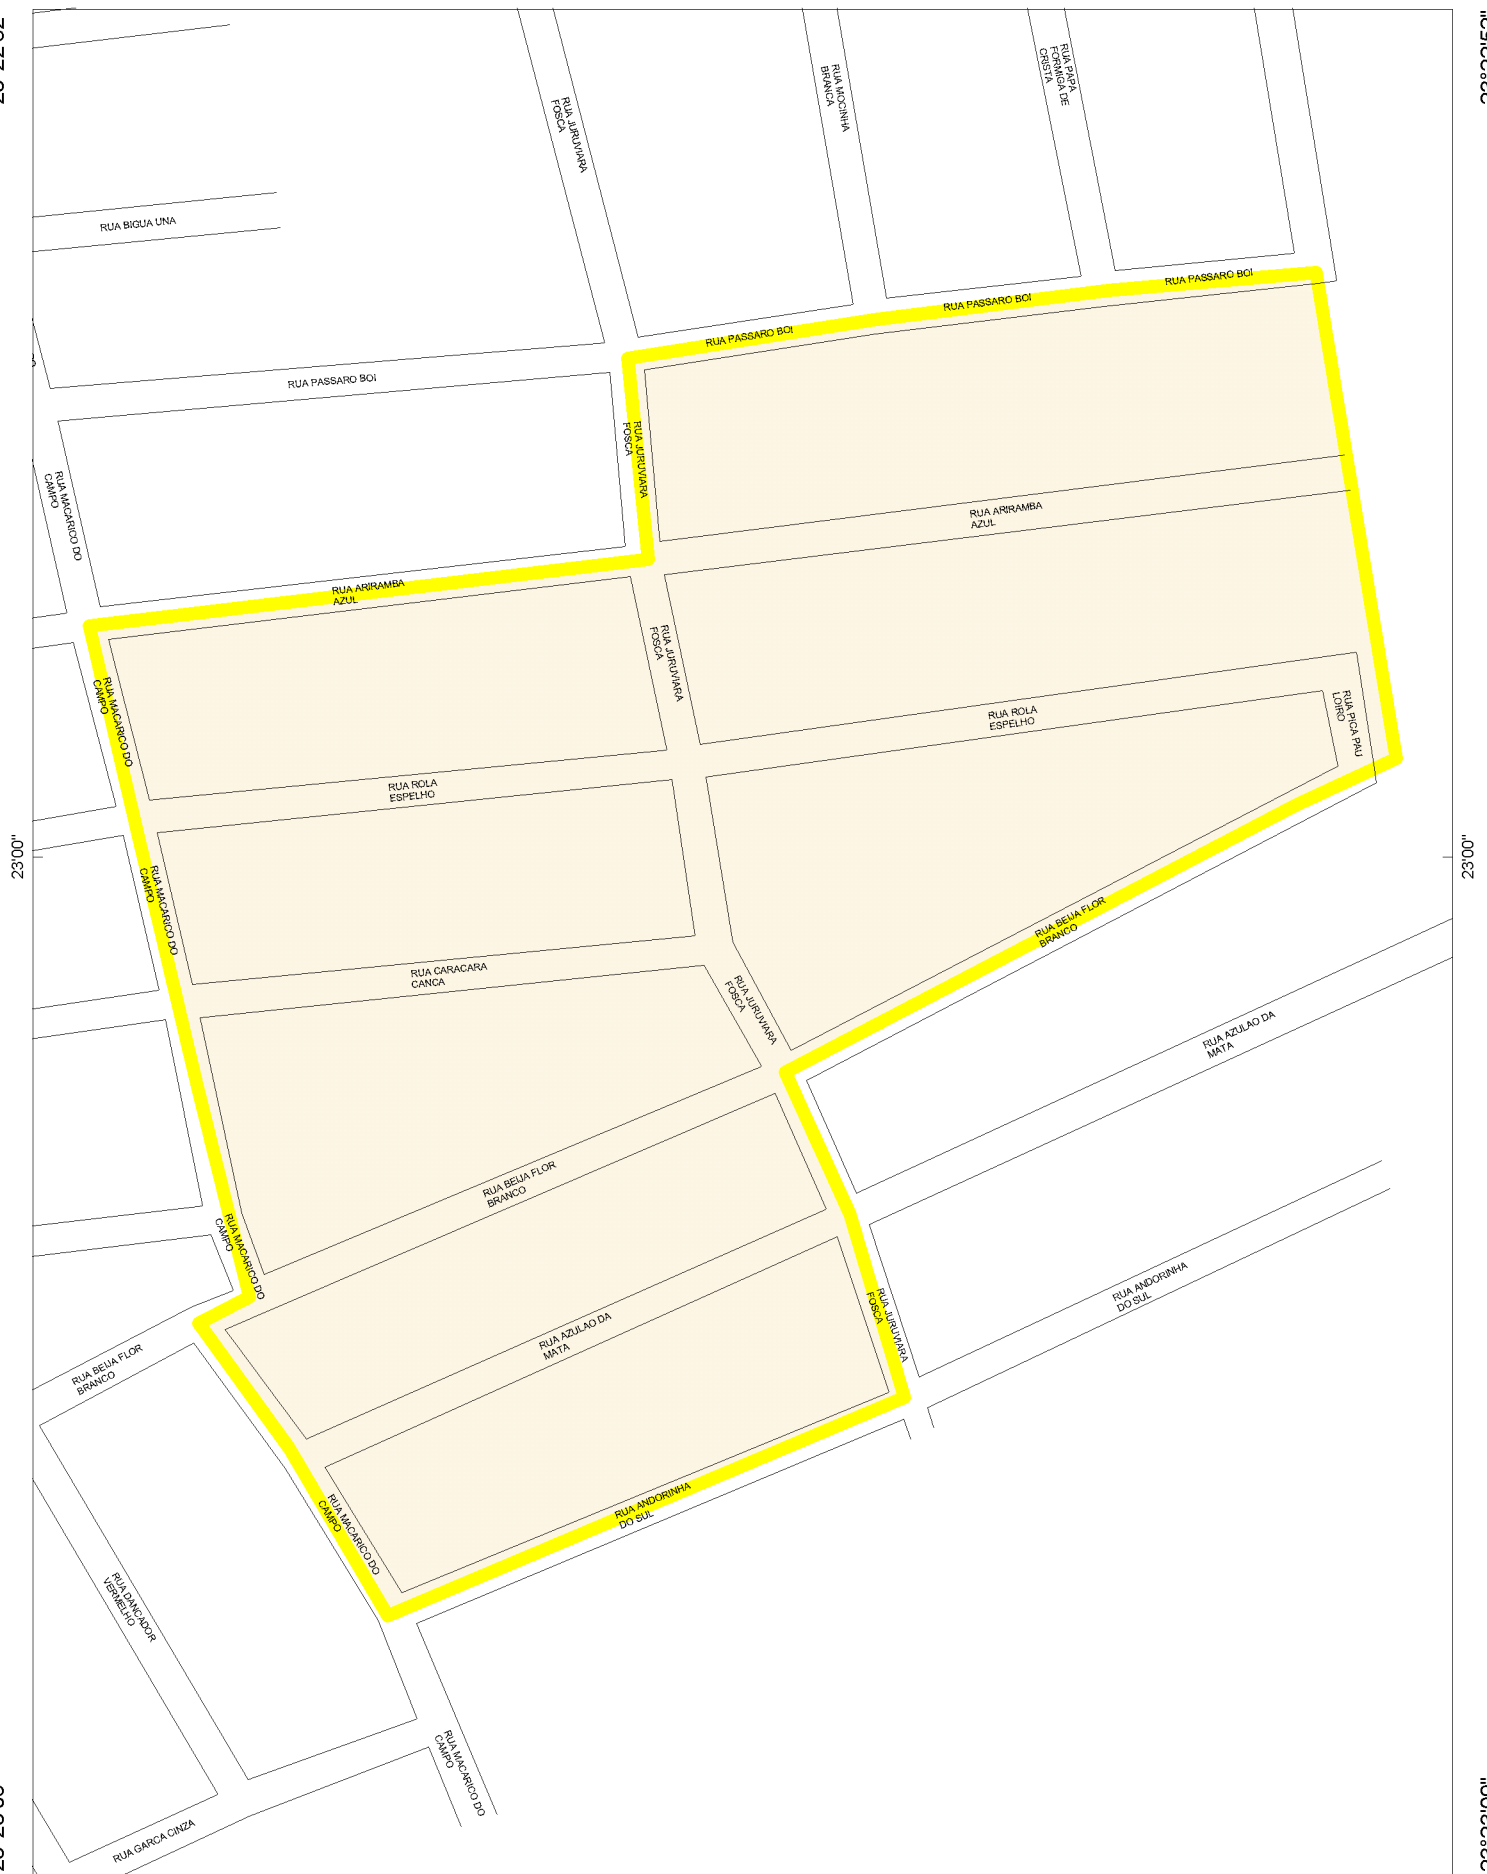 RUA JURUVIARA
FOSCA
RUA MOCINHA
BRANCA
RUA PAPA
FORMIGA DE
CRISTA
RUA BIGUA UNA
RUA PASSARO BOI
RUA PASSARO BOI
RUA PASSARO BOI
RUA PASSARO BOI
RUA JURUVIARA
FOSCA
RUA MACARICO DO
CAMPO
RUA ARIRAMBA
AZUL
RUA ARIRAMBA
AZUL
RUA JURUVIARA
FOSCA
RUA MACARICO DO
CAMPO
RUA ROLA
ESPELHO
RUA PICA PAU
LOIRO
RUA ROLA
ESPELHO
23'00"
23'00"
RUA MACARICO DO
CAMPO
RUA BEIJA FLOR
BRANCO
RUA CARACARA
CANCA
RUA JURUVIARA
FOSCA
RUA AZULAO DA
MATA
RUA BEIJA FLOR
BRANCO
RUA MACARICO DO
CAMPO
RUA ANDORINHA
DO SUL
RUA JURUVIARA
FOSCA
RUA AZULAO DA
MATA
RUA BEIJA FLOR
BRANCO
RUA ANDORINHA
DO SUL
RUA MACARICO DO
CAMPO
RUA DANCADOR
VERMELHO
RUA MACARICO DO
CAMPO
RUA GARCA CINZA